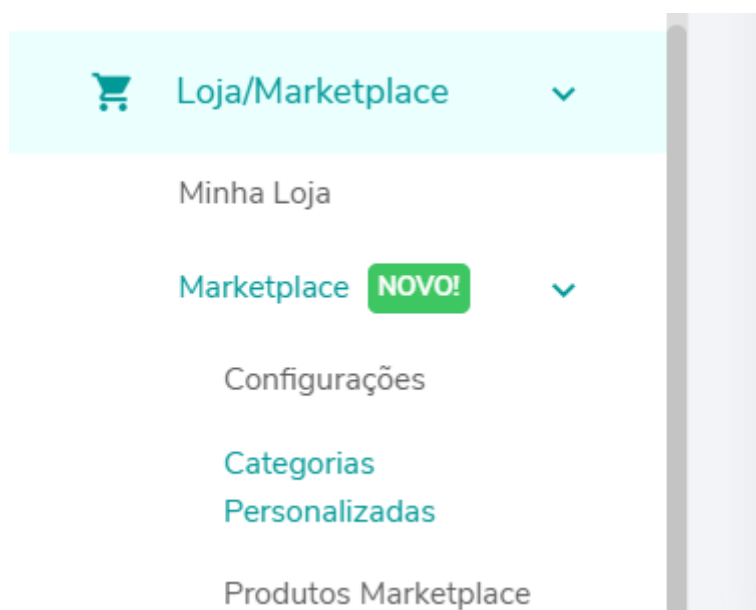 Loja/Marketplace
Minha Loja
Marketplace NOVO!
Configurações
Categorias
Personalizadas
Produtos Marketplace